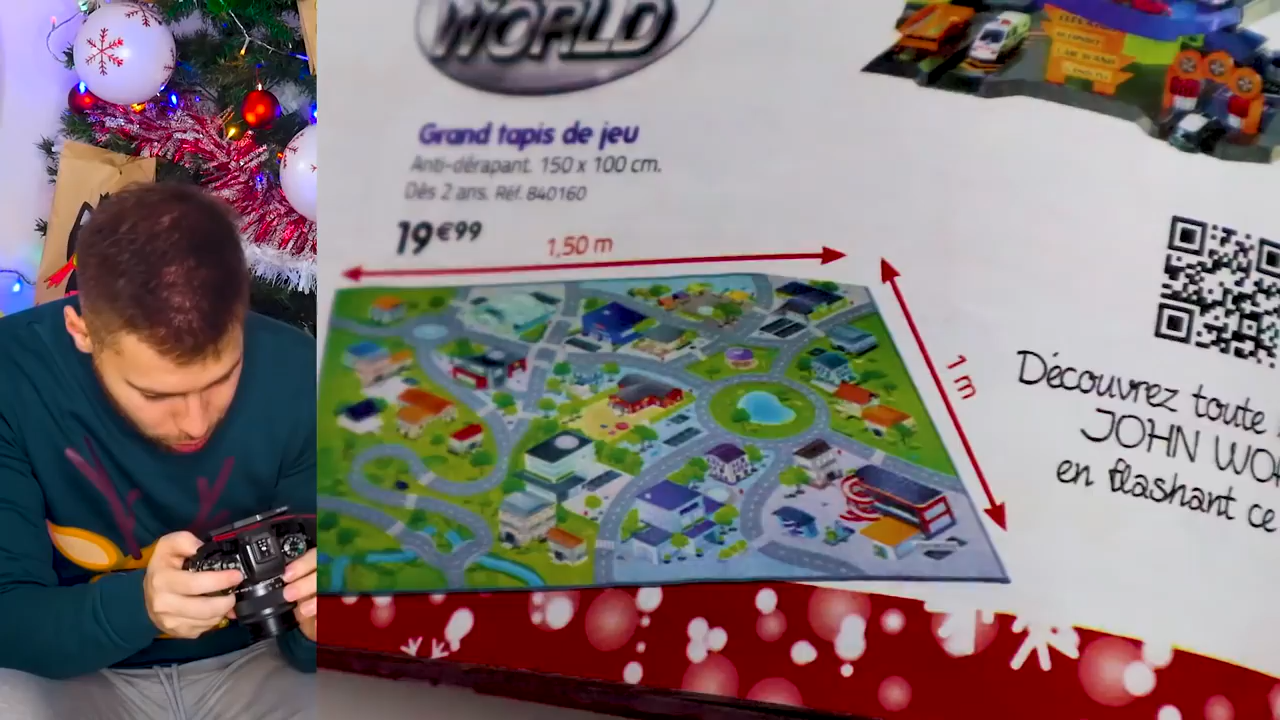 WORLD
Grand tapis de jeu
Anti-dérapant. 150 x 100 cm.
Dès 2 ans. Réf. 840160
19€99
1,50 m
1 m
Découvrez toute
JOHN WO
en flashant ce